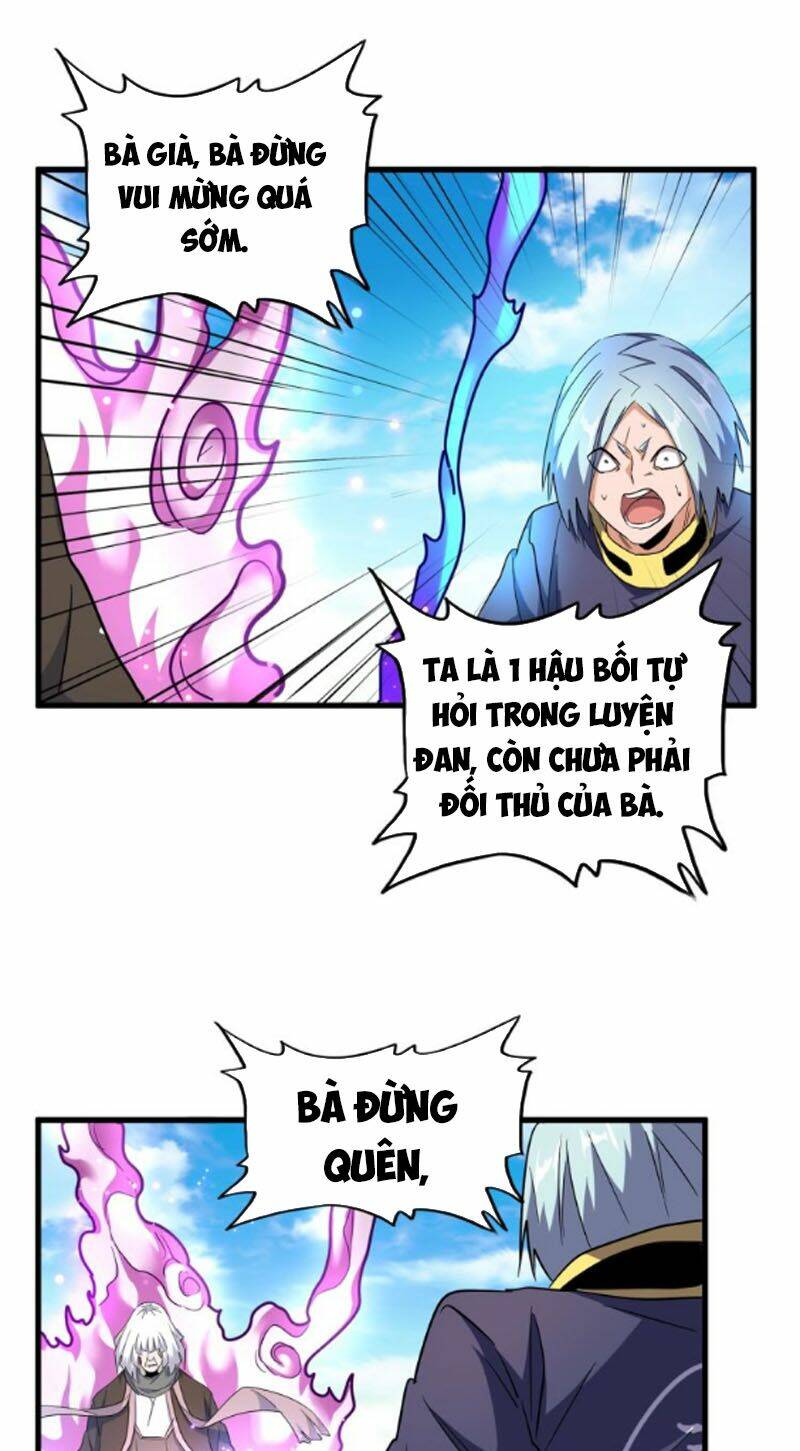 BÀ GIÀ, BÀ ĐỪNG
VUI MỪNG QUÁ
SỚM.
TA LÀ 1 HẬU BỐI TỰ
HỎI TRONG LUYỆN
ĐAN, CÒN CHƯA PHẢI
ĐỐI THỦ CỦA BÀ.
BÀ ĐỪNG
QUÊN,